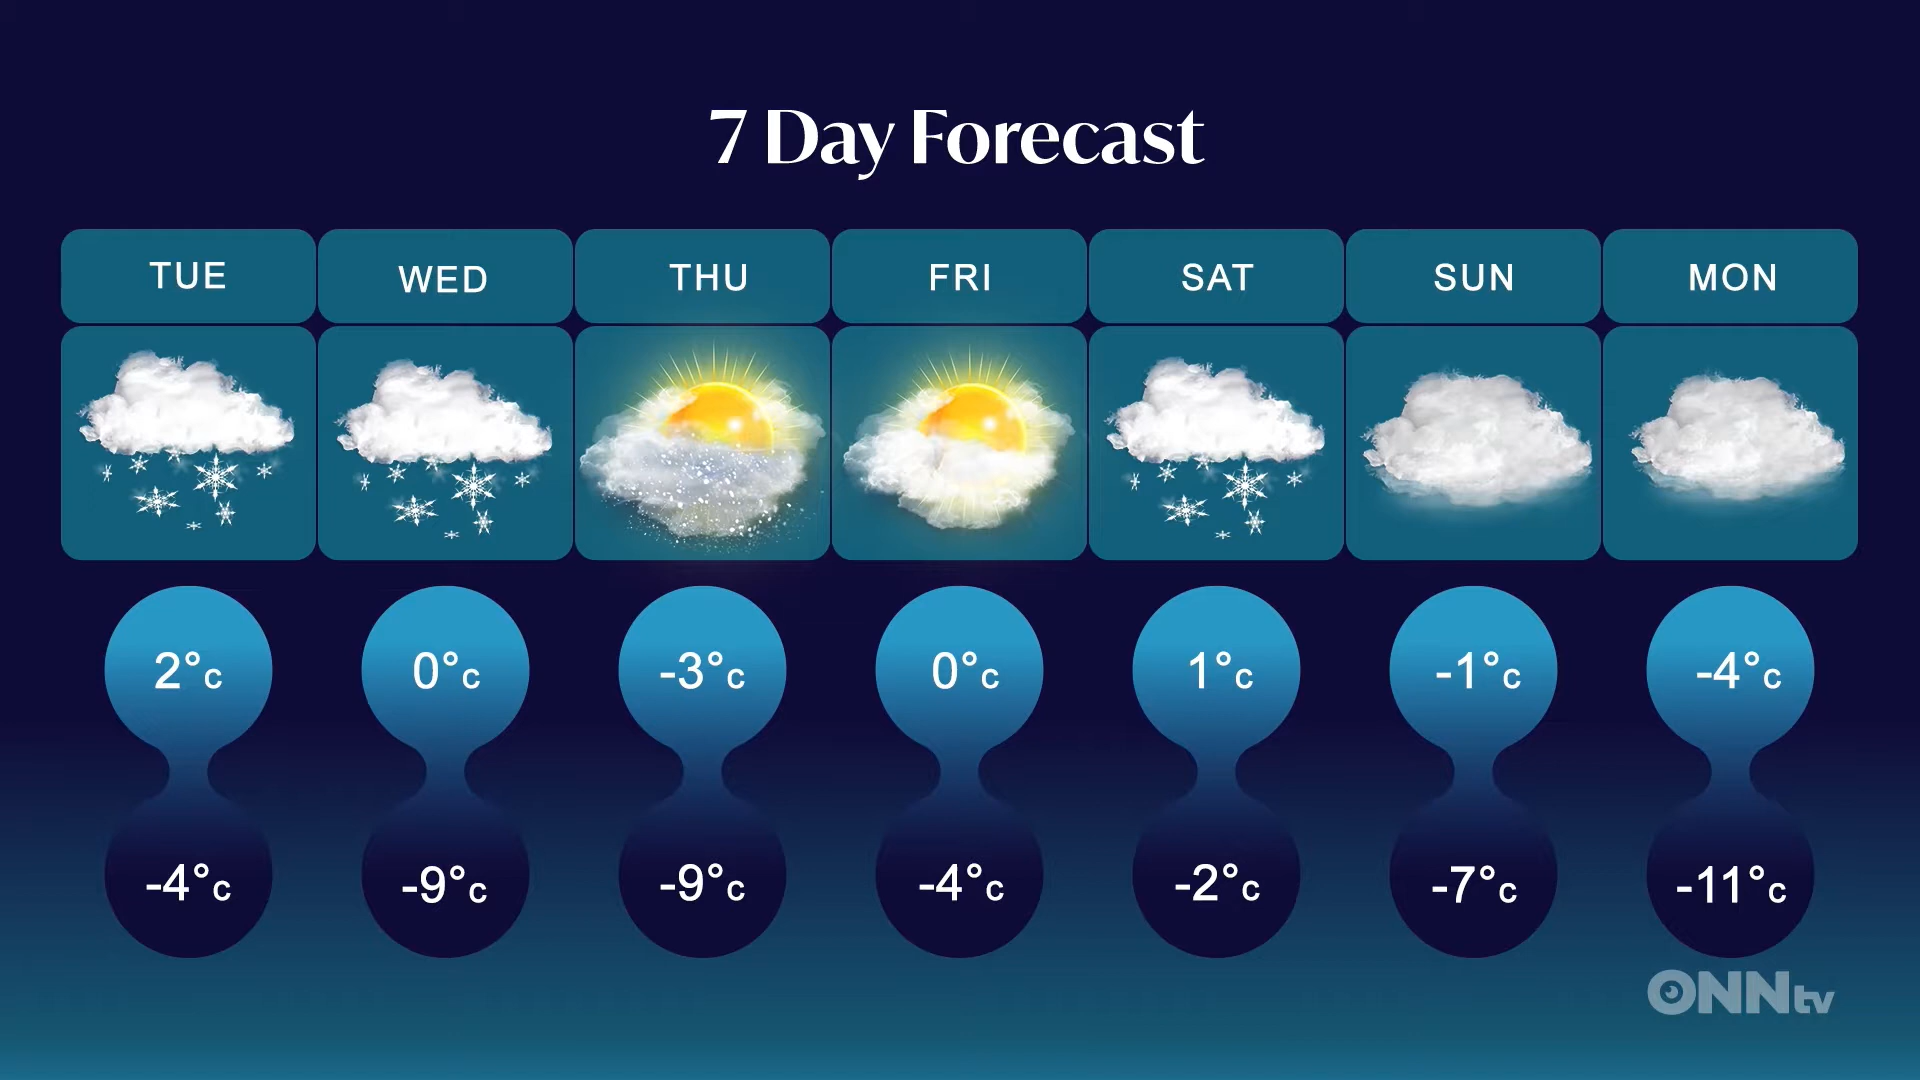 7 Day Forecast
TUE WED THU FRI SAT SUN MON
2°c 0°c -3°c 0°c 1°c -1°c -4°c
-4°c -9°c -9°c -4°c -2°c -7°c -11°c
ONNtv